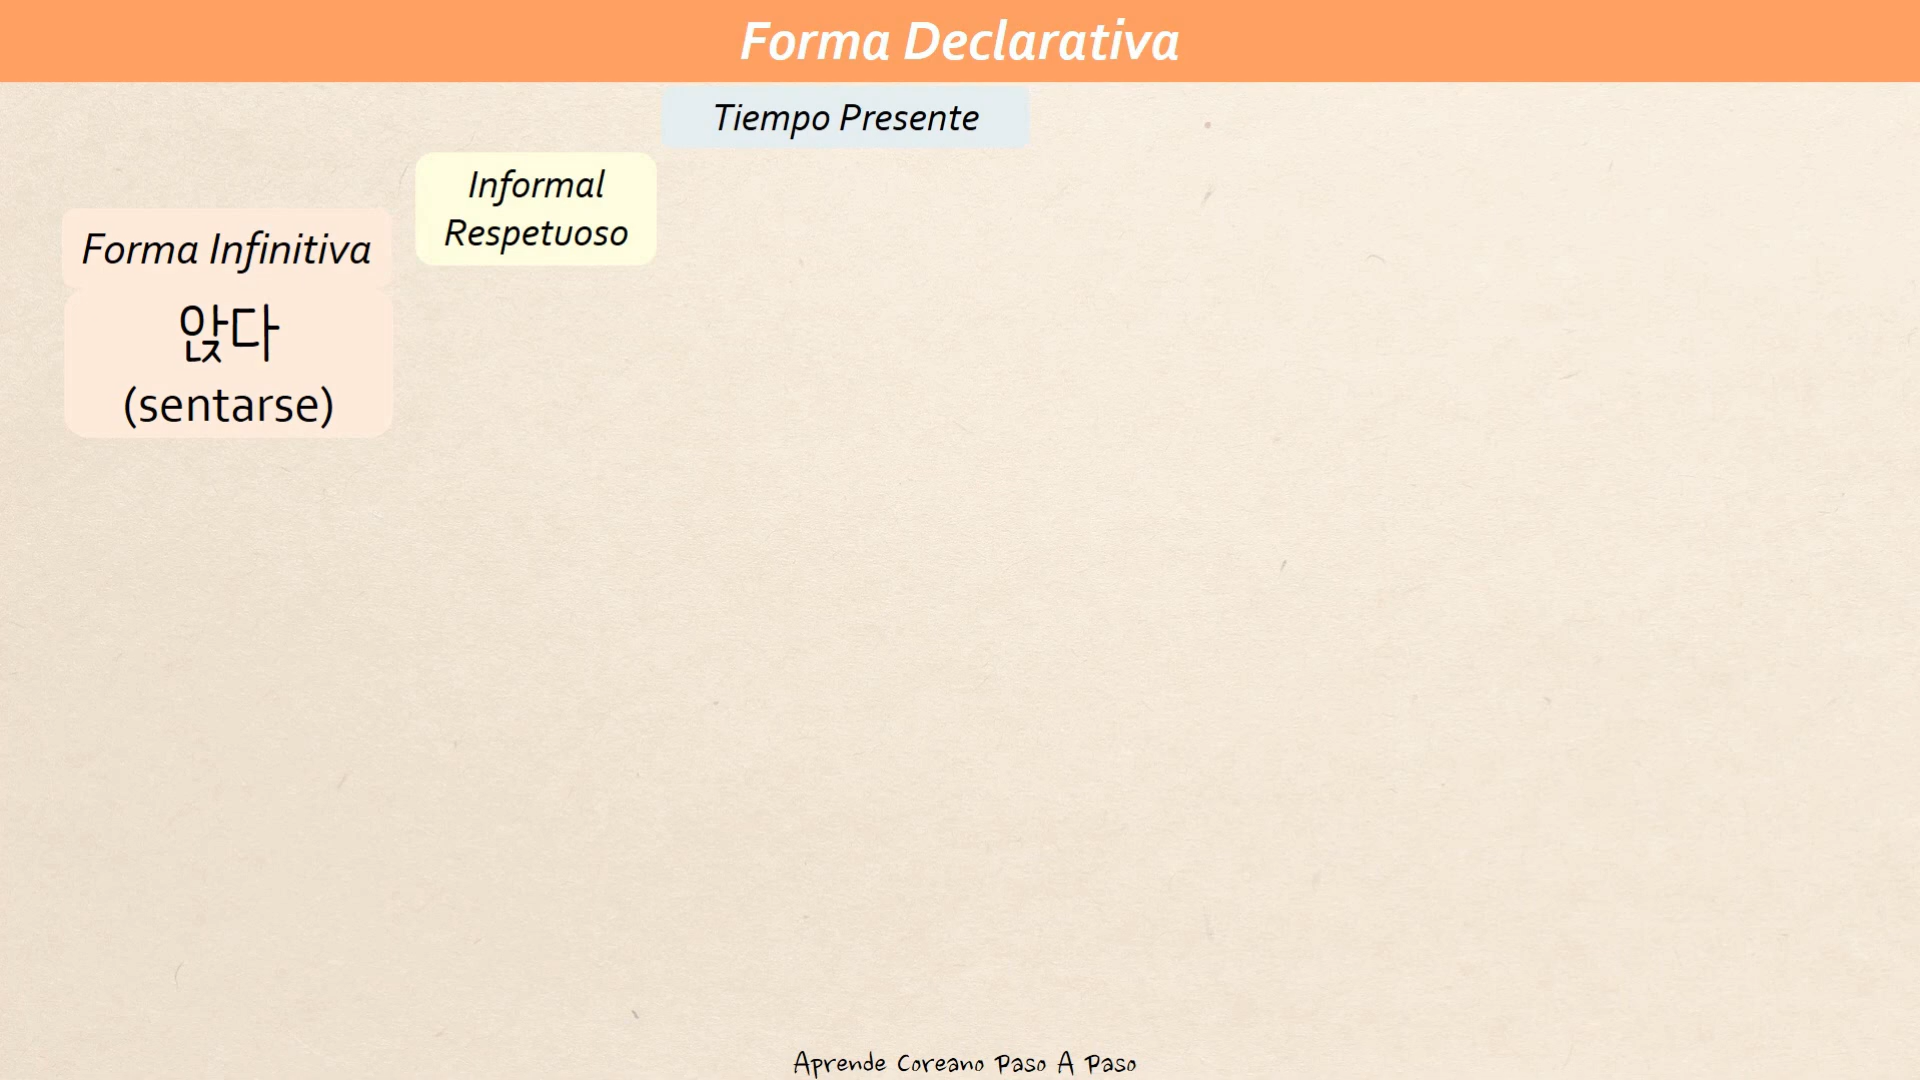 Forma Declarativa
Tiempo Presente
Informal
Respetuoso
Forma Infinitiva
앉다
(sentarse)
Aprende Coreano Paso A Paso